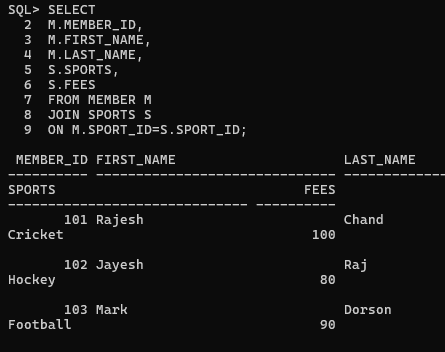 SQL> SELECT
  2  M.MEMBER_ID,
  3  M.FIRST_NAME,
  4  M.LAST_NAME,
  5  S.SPORTS,
  6  S.FEES
  7  FROM MEMBER M
  8  JOIN SPORTS S
  9  ON M.SPORT_ID=S.SPORT_ID;
 MEMBER_ID FIRST_NAME                     LAST_NAME
---------- ------------------------------ -------------
SPORTS                               FEES
------------------------------ ----------
       101 Rajesh                         Chand
Cricket                               100
       102 Jayesh                         Raj
Hockey                                 80
       103 Mark                           Dorson
Football                               90